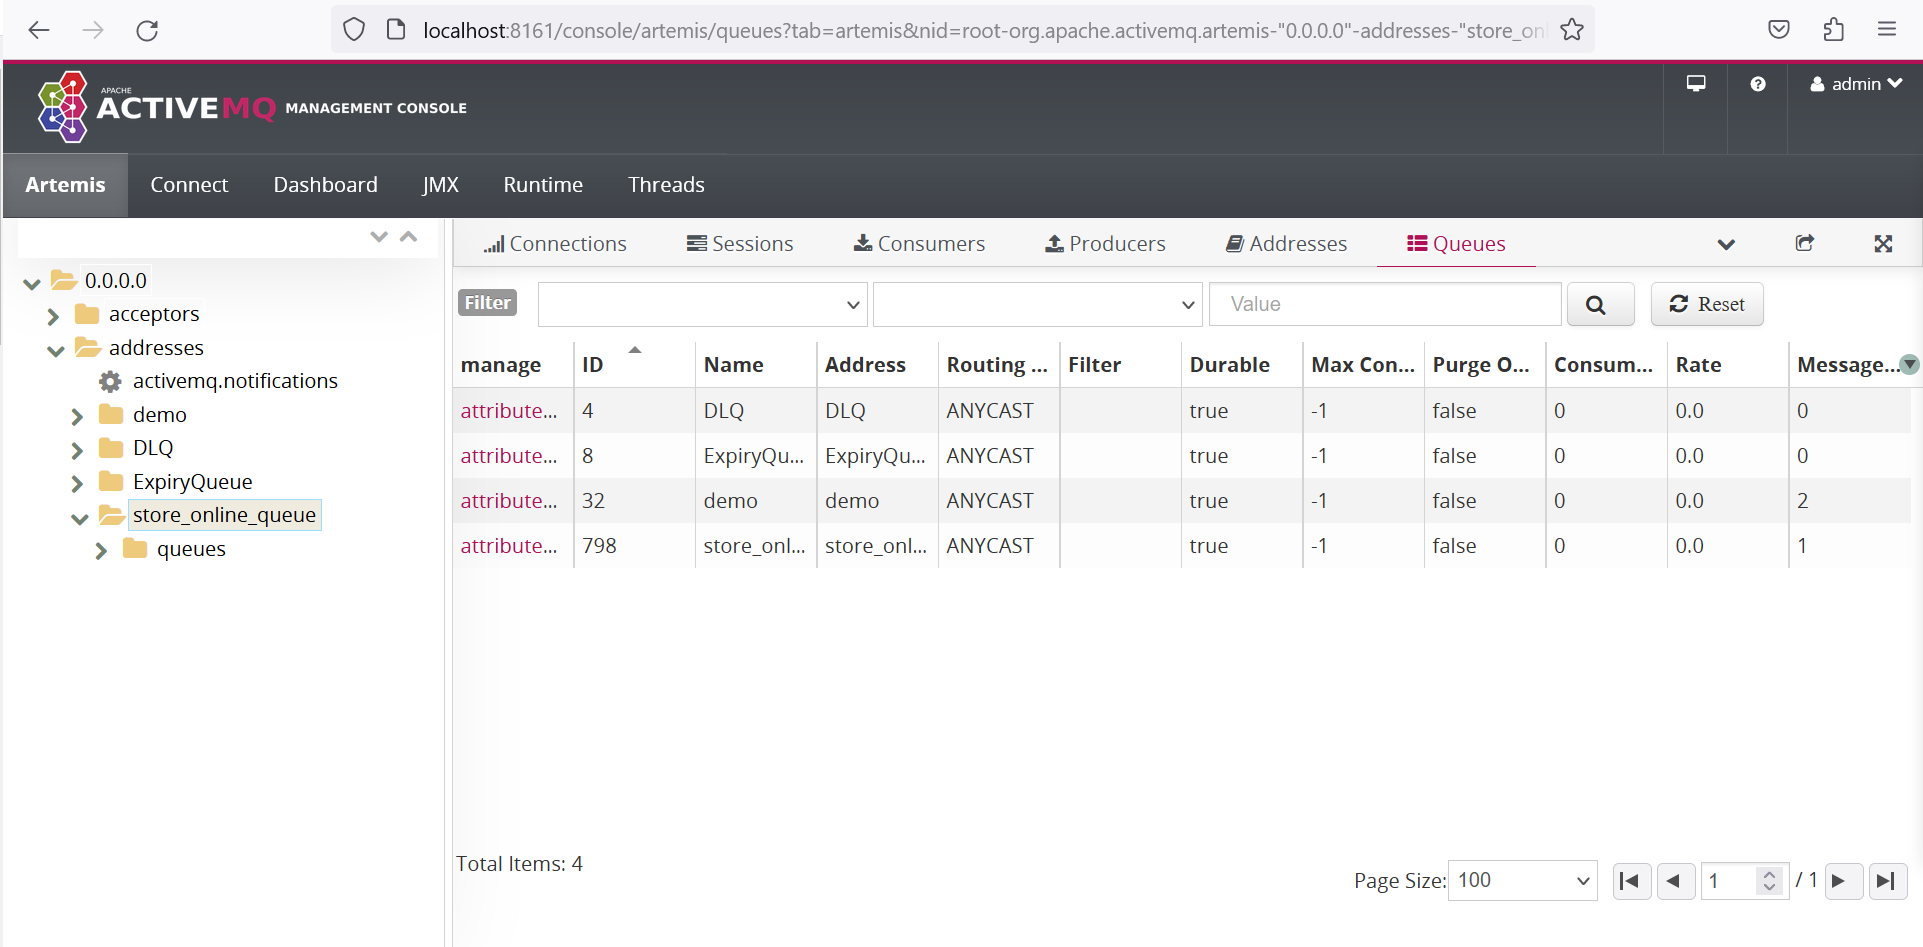 localhost:8161/console/artemis/queues?tab=artemis&nid=root-org.apache.activemq.artemis-"0.0.0.0"-addresses-"store_onl
APACHE
ACTIVEMQ MANAGEMENT CONSOLE
admin
Artemis Connect Dashboard JMX Runtime Threads
Connections Sessions Consumers Producers Addresses Queues
0.0.0.0
acceptors
addresses
activemq.notifications
demo
DLQ
ExpiryQueue
store_online_queue
queues
Filter Value Reset
manage ID Name Address Routing ... Filter Durable Max Con... Purge O... Consum... Rate Message...
attribute... 4 DLQ DLQ ANYCAST true -1 false 0 0.0 0
attribute... 8 ExpiryQu... ExpiryQu... ANYCAST true -1 false 0 0.0 0
attribute... 32 demo demo ANYCAST true -1 false 0 0.0 2
attribute... 798 store_onl... store_onl... ANYCAST true -1 false 0 0.0 1
Total Items: 4
Page Size: 100 1 / 1